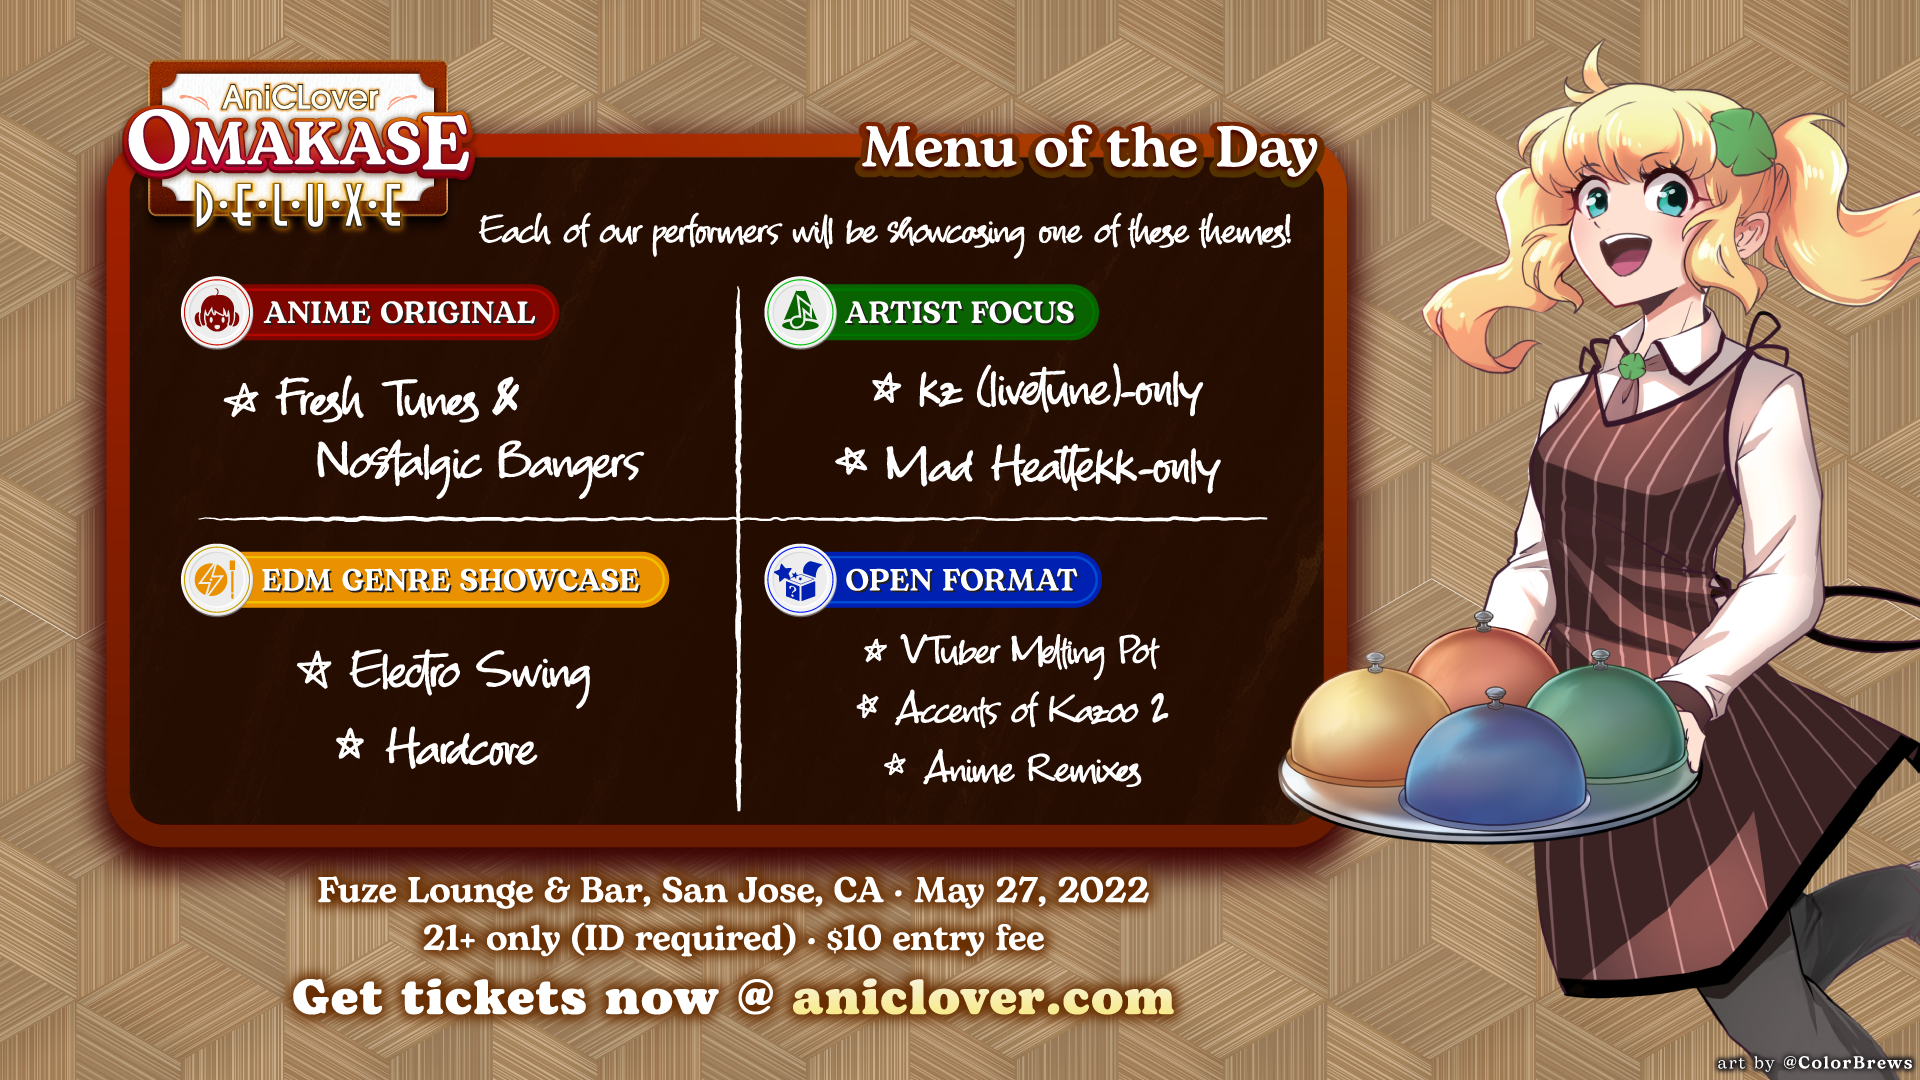 AniCLover
OMAKASE
D·E·L·U·X·E
Menu of the Day
Each of our performers will be showcasing one of these themes!
ANIME ORIGINAL
☆ Fresh Tunes &
Nostalgic Bangers
ARTIST FOCUS
☆ kz (livetune)-only
☆ Mad Heattekk-only
EDM GENRE SHOWCASE
☆ Electro Swing
☆ Hardcore
?
OPEN FORMAT
☆ VTuber Melting Pot
☆ Accents of Kazoo 2
☆ Anime Remixes
Fuze Lounge & Bar, San Jose, CA · May 27, 2022
21+ only (ID required) · $10 entry fee
Get tickets now @ aniclover.com
art by @ColorBrews